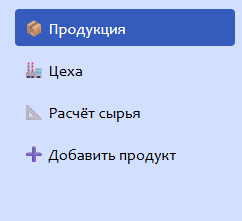 Продукция
Цеха
Расчёт сырья
Добавить продукт